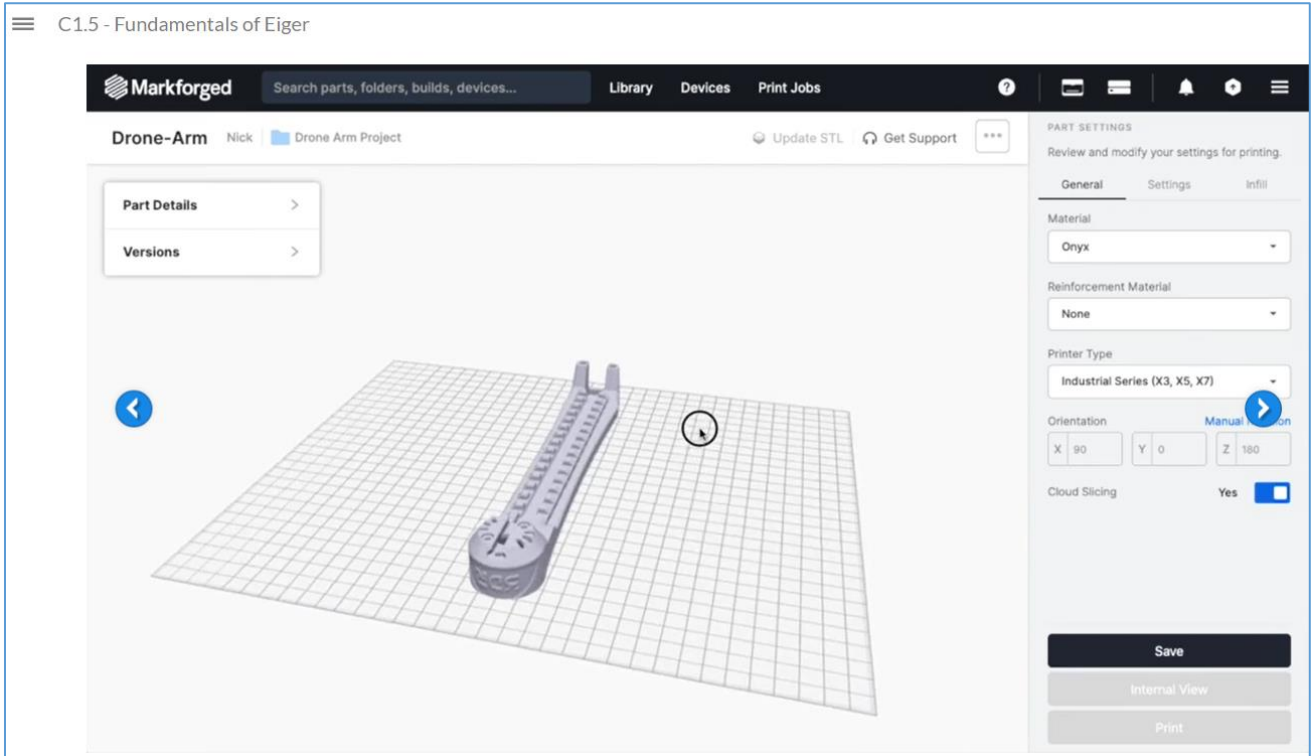 C1.5 - Fundamentals of Eiger
Markforged
Search parts, folders, builds, devices...
Library
Devices
Print Jobs
?
Drone-Arm
Nick
Drone Arm Project
Update STL
Get Support
PART SETTINGS
Review and modify your settings for printing.
General
Settings
Infill
Part Details
Versions
Material
Onyx
Reinforcement Material
None
Printer Type
Industrial Series (X3, X5, X7)
Orientation
Manual
X 90
Y 0
Z 180
Cloud Slicing
Yes
Save
Internal View
Print